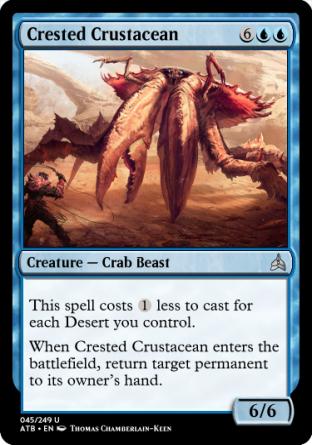 Crested Crustacean 6
Creature — Crab Beast
This spell costs 1 less to cast for
each Desert you control.
When Crested Crustacean enters the
battlefield, return target permanent
to its owner's hand.
6/6
045/249 U
ATB • EN Thomas Chamberlain-Keen